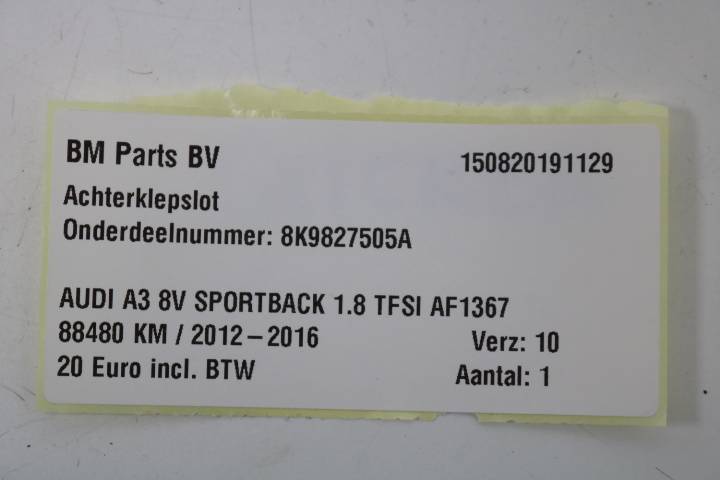 BM Parts BV 150820191129
Achterklepslot
Onderdeelnummer: 8K9827505A
AUDI A3 8V SPORTBACK 1.8 TFSI AF1367
88480 KM / 2012-2016 Verz: 10
20 Euro incl. BTW Aantal: 1